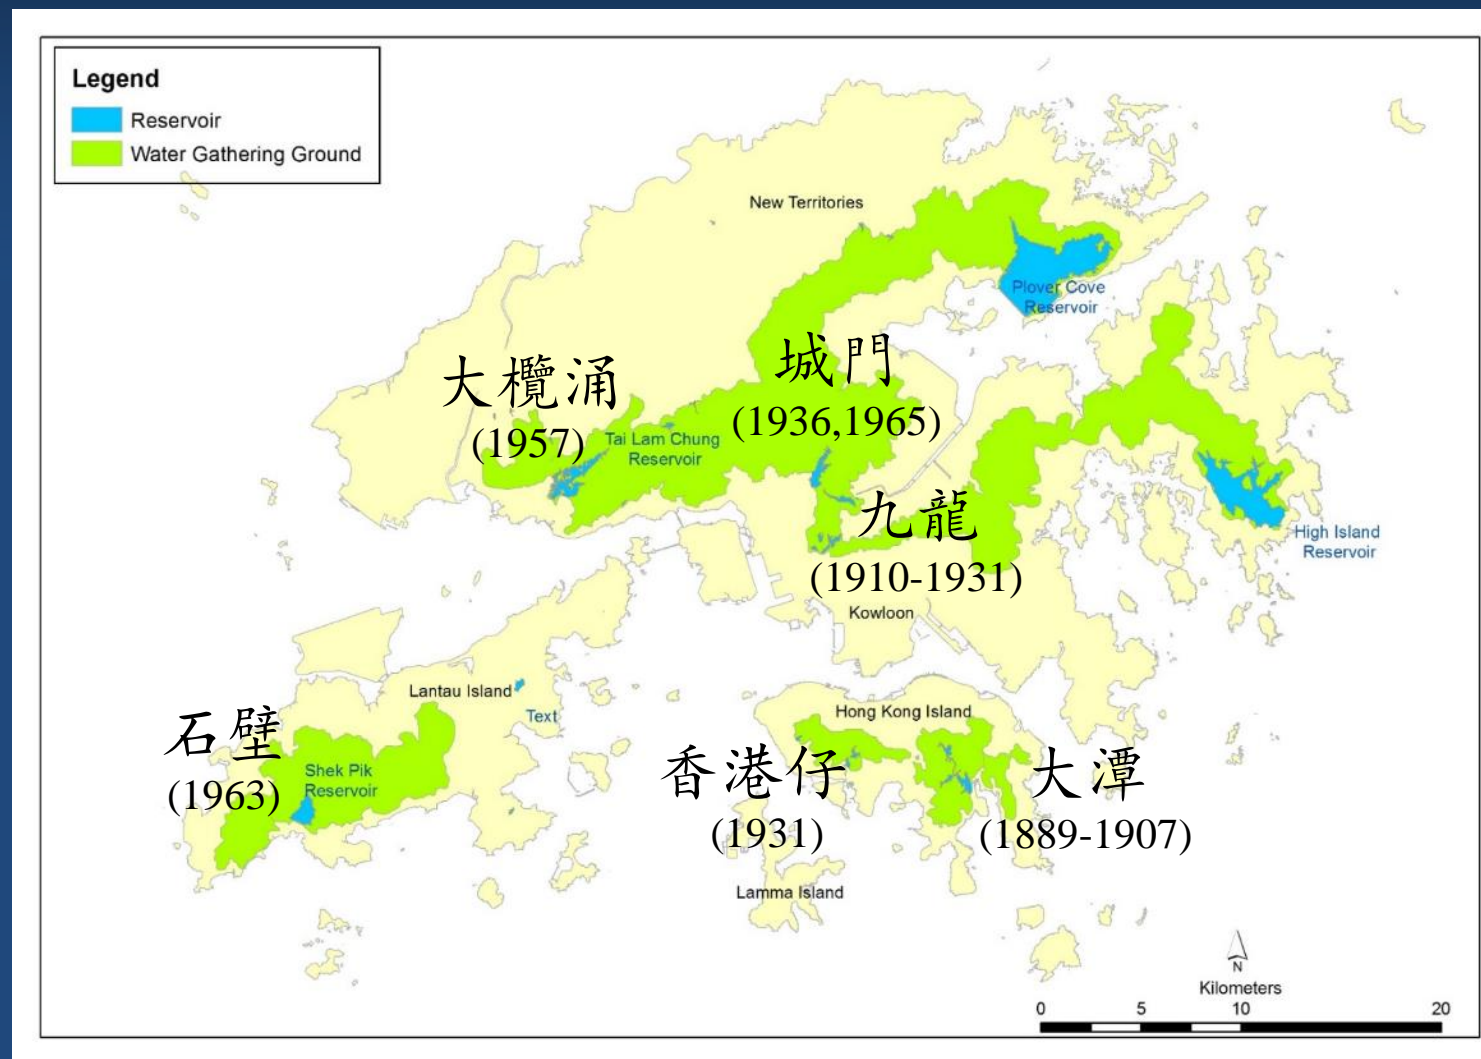 Legend
Reservoir
Water Gathering Ground
New Territories
Plover Cove
Reservoir
城門
(1936,1965)
大欖涌
(1957)
Tai Lam Chung
Reservoir
九龍
(1910-1931)
High Island
Reservoir
Kowloon
Lantau Island
Text
Hong Kong Island
石壁
(1963)
Shek Pik
Reservoir
香港仔
(1931)
大潭
(1889-1907)
Lamma Island
N
Kilometers
0 5 10 20